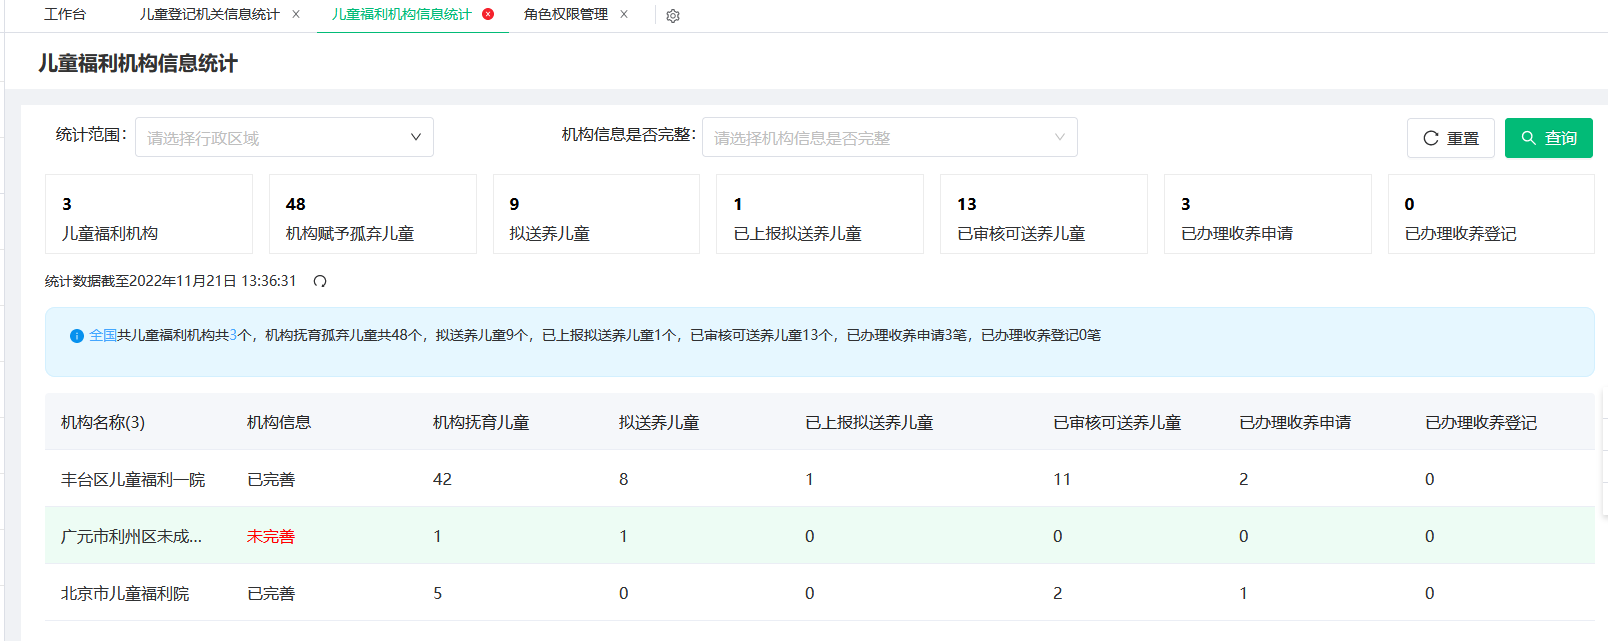 工作台 儿童登记机关信息统计 儿童福利机构信息统计 角色权限管理
儿童福利机构信息统计
统计范围： 请选择行政区域 机构信息是否完整： 请选择机构信息是否完整 重置 查询
3 48 9 1 13 3 0
儿童福利机构 机构赋予孤弃儿童 拟送养儿童 已上报拟送养儿童 已审核可送养儿童 已办理收养申请 已办理收养登记
统计数据截至2022年11月21日 13:36:31
全国共儿童福利机构共3个，机构抚育孤弃儿童共48个，拟送养儿童9个，已上报拟送养儿童1个，已审核可送养儿童13个，已办理收养申请3笔，已办理收养登记0笔
机构名称(3) 机构信息 机构抚育儿童 拟送养儿童 已上报拟送养儿童 已审核可送养儿童 已办理收养申请 已办理收养登记
丰台区儿童福利一院 已完善 42 8 1 11 2 0
广元市利州区未成... 未完善 1 1 0 0 0 0
北京市儿童福利院 已完善 5 0 0 2 1 0